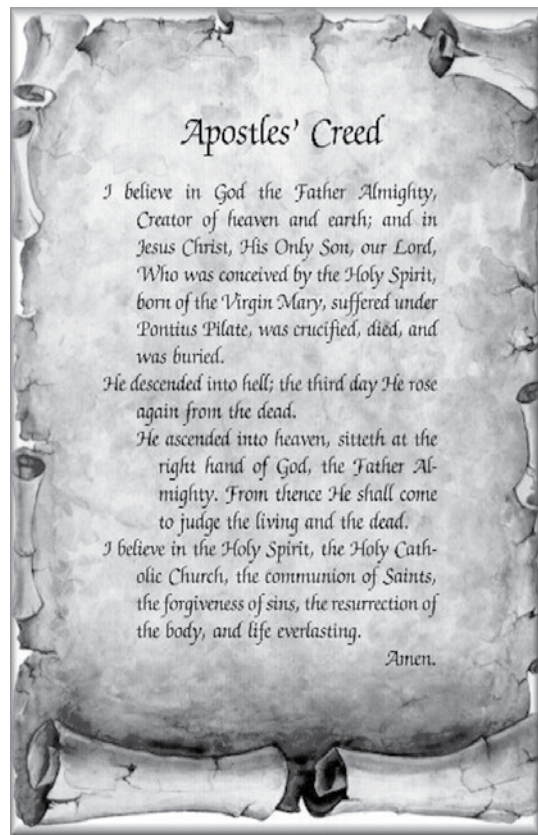 Apostles' Creed
I believe in God the Father Almighty,
Creator of heaven and earth; and in
Jesus Christ, His Only Son, our Lord,
Who was conceived by the Holy Spirit,
born of the Virgin Mary, suffered under
Pontius Pilate, was crucified, died, and
was buried.
He descended into hell; the third day He rose
again from the dead.
He ascended into heaven, sitteth at the
right hand of God, the Father Al-
mighty. From thence He shall come
to judge the living and the dead.
I believe in the Holy Spirit, the Holy Cath-
olic Church, the communion of Saints,
the forgiveness of sins, the resurrection of
the body, and life everlasting.
Amen.